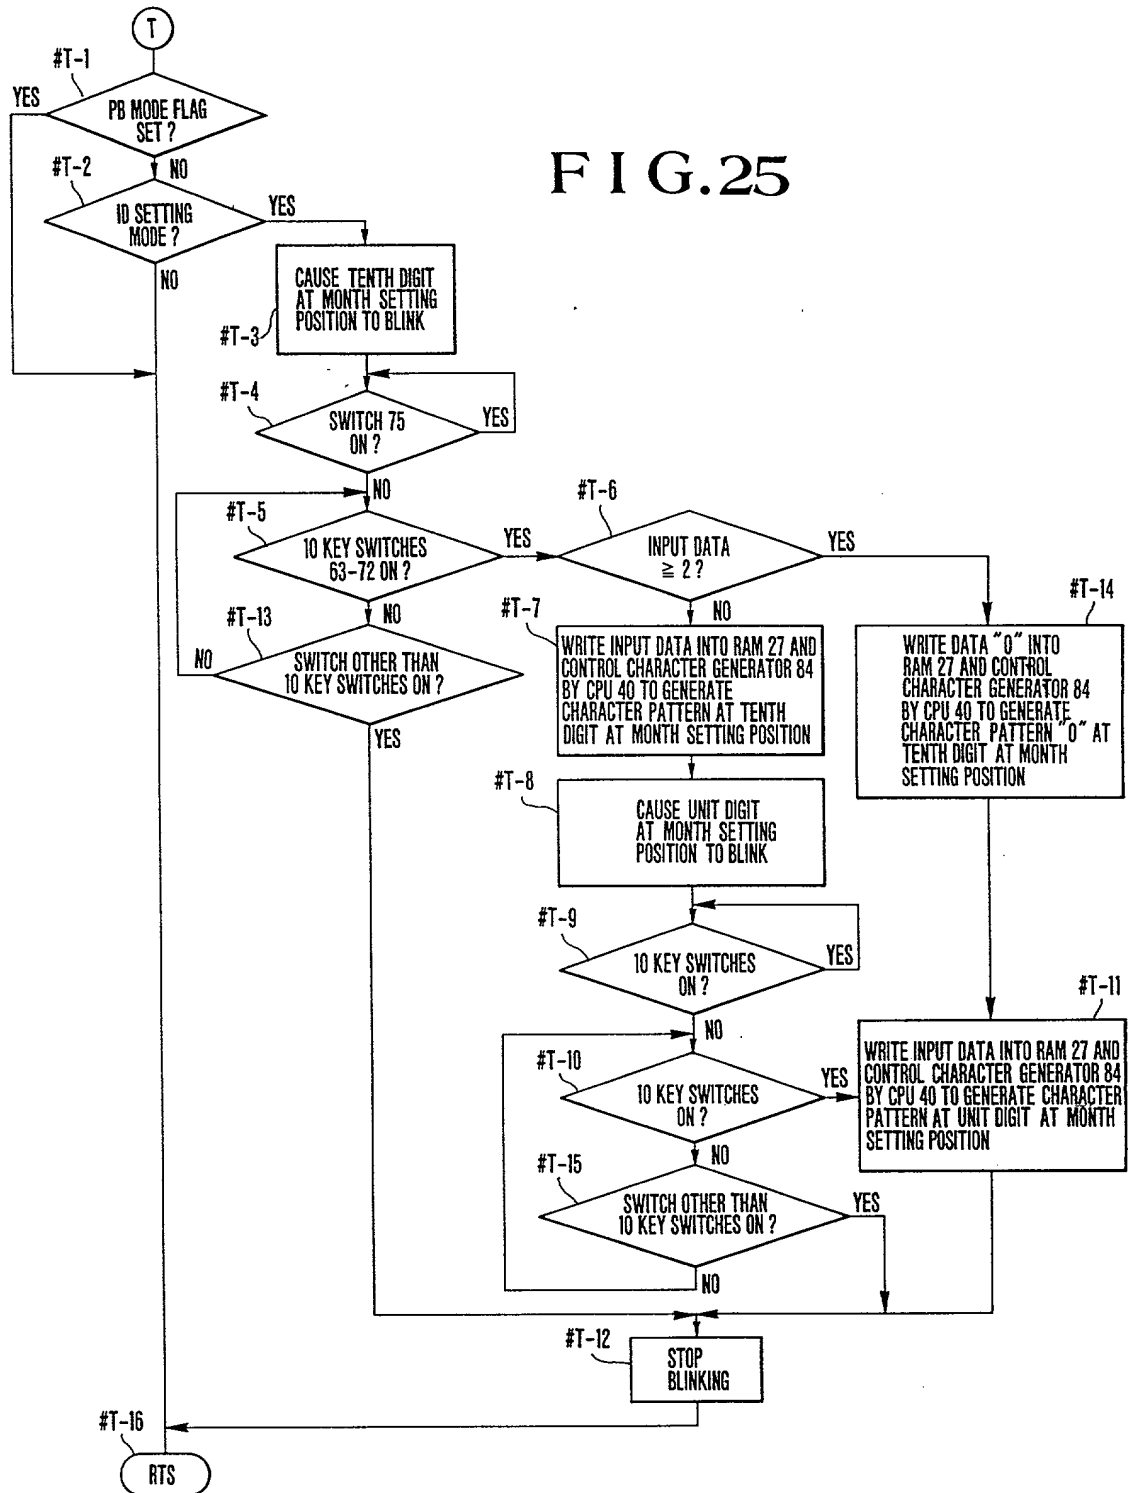 T
#T-1
YES
PB MODE FLAG
SET ?
NO
FIG.25
#T-2
ID SETTING
MODE ?
YES
NO
CAUSE TENTH DIGIT
AT MONTH SETTING
POSITION TO BLINK
#T-3
#T-4
SWITCH 75
ON ?
YES
NO
#T-5
10 KEY SWITCHES
63-72 ON ?
YES
NO
#T-6
INPUT DATA
≧ 2 ?
YES
NO
#T-13
SWITCH OTHER THAN
10 KEY SWITCHES ON ?
NO
YES
#T-7
WRITE INPUT DATA INTO RAM 27 AND
CONTROL CHARACTER GENERATOR 84
BY CPU 40 TO GENERATE
CHARACTER PATTERN AT TENTH
DIGIT AT MONTH SETTING POSITION
#T-14
WRITE DATA "0" INTO
RAM 27 AND CONTROL
CHARACTER GENERATOR 84
BY CPU 40 TO GENERATE
CHARACTER PATTERN "0" AT
TENTH DIGIT AT MONTH
SETTING POSITION
#T-8
CAUSE UNIT DIGIT
AT MONTH SETTING
POSITION TO BLINK
#T-9
10 KEY SWITCHES
ON ?
YES
NO
#T-10
10 KEY SWITCHES
ON ?
YES
NO
#T-11
WRITE INPUT DATA INTO RAM 27 AND
CONTROL CHARACTER GENERATOR 84
BY CPU 40 TO GENERATE CHARACTER
PATTERN AT UNIT DIGIT AT MONTH
SETTING POSITION
#T-15
SWITCH OTHER THAN
10 KEY SWITCHES ON ?
YES
NO
#T-12
STOP
BLINKING
#T-16
RTS